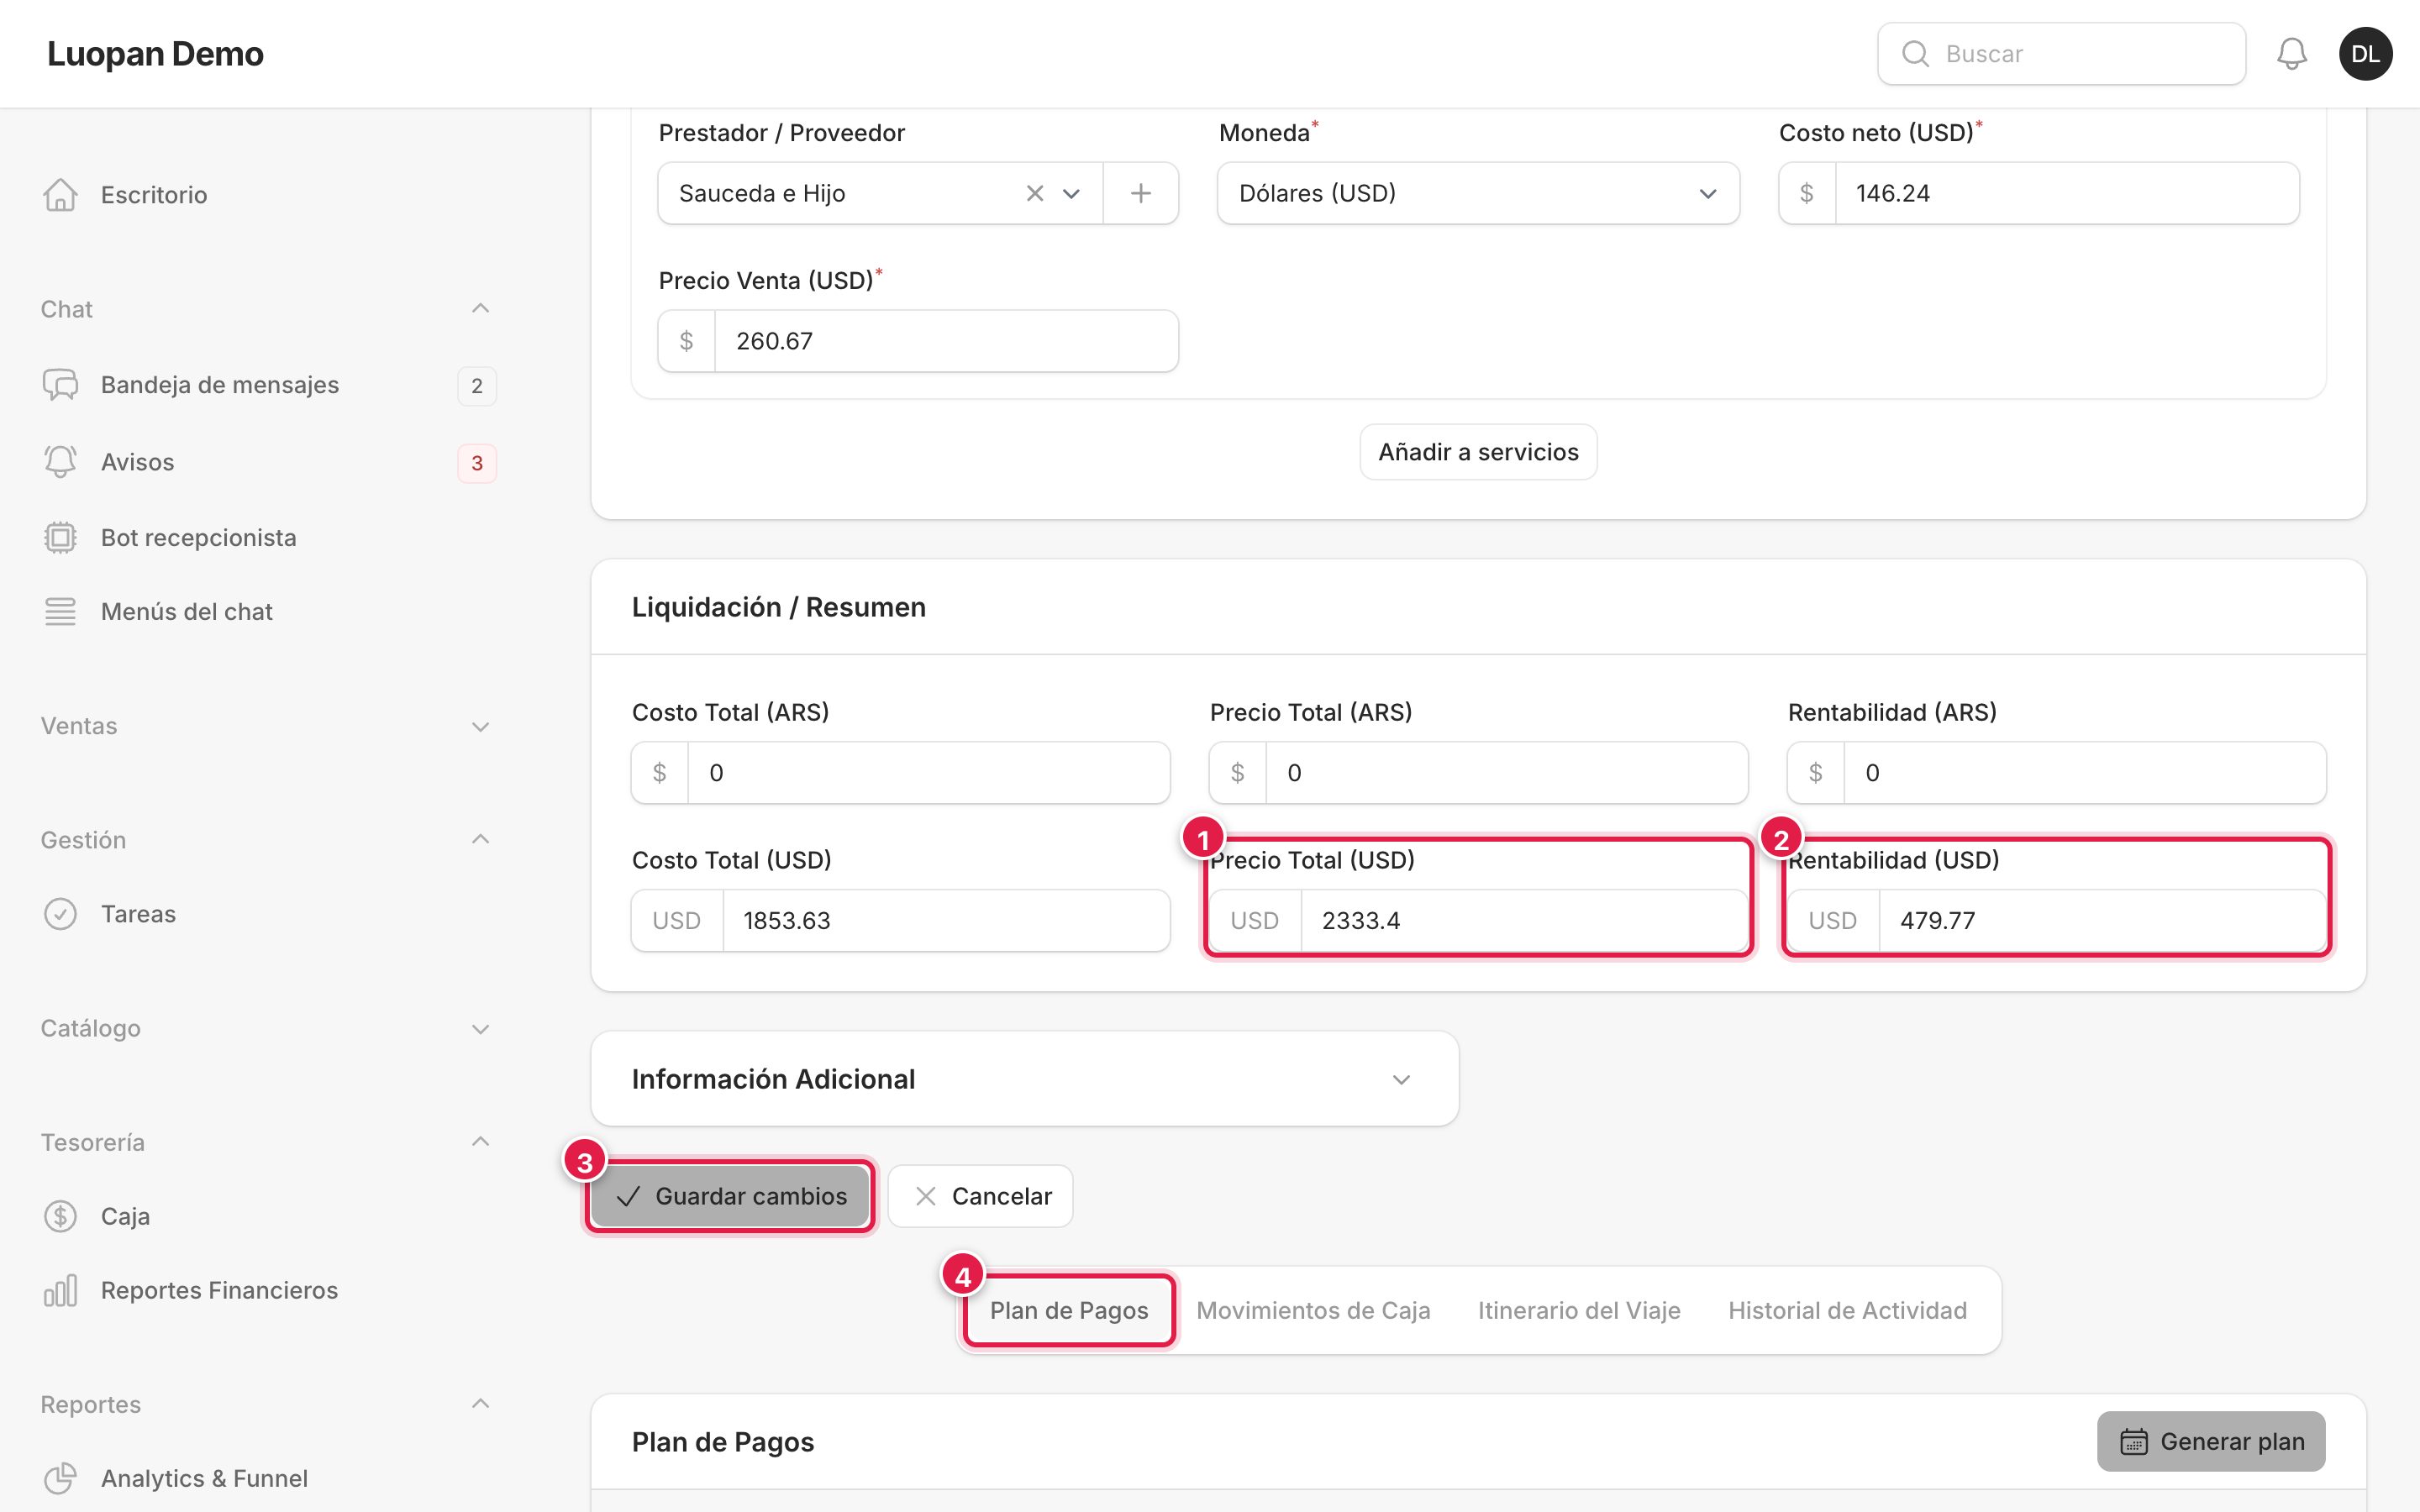 Luopan Demo
Buscar
DL
Escritorio
Chat
Bandeja de mensajes 2
Avisos 3
Bot recepcionista
Menús del chat
Ventas
Gestión
Tareas
Catálogo
Tesorería
Caja
Reportes Financieros
Reportes
Analytics & Funnel
Prestador / Proveedor
Sauceda e Hijo
Moneda*
Dólares (USD)
Costo neto (USD)*
$ 146.24
Precio Venta (USD)*
$ 260.67
Añadir a servicios
Liquidación / Resumen
Costo Total (ARS)
$ 0
Precio Total (ARS)
$ 0
Rentabilidad (ARS)
$ 0
Costo Total (USD)
USD 1853.63
1
Precio Total (USD)
USD 2333.4
2
Rentabilidad (USD)
USD 479.77
Información Adicional
3
Guardar cambios
Cancelar
4
Plan de Pagos
Movimientos de Caja
Itinerario del Viaje
Historial de Actividad
Plan de Pagos
Generar plan